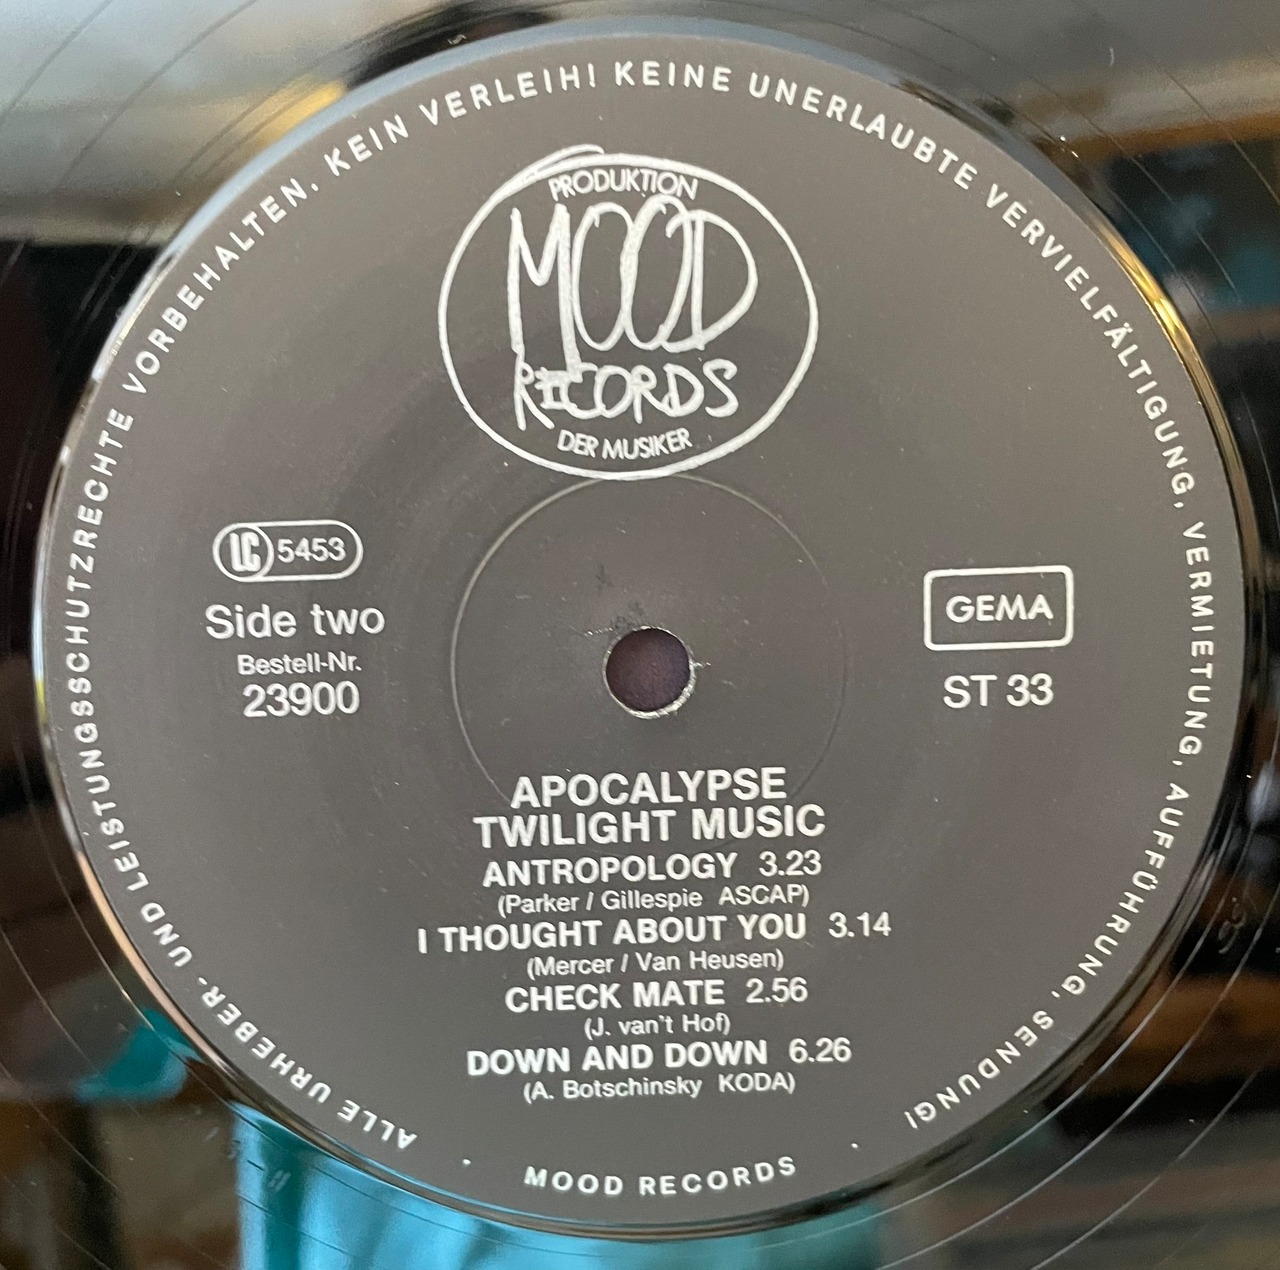 ALLE URHEBER- UND LEISTUNGSSCHUTZRECHTE VORBEHALTEN. KEIN VERLEIH! KEINE UNERLAUBTE VERVIELFÄLTIGUNG, VERMIETUNG, AUFFÜHRUNG, SENDUNG!
PRODUKTION
MOOD
RECORDS
DER MUSIKER
LC 5453
Side two
Bestell-Nr.
23900
GEMA
ST 33
APOCALYPSE
TWILIGHT MUSIC
ANTROPOLOGY 3.23
(Parker / Gillespie ASCAP)
I THOUGHT ABOUT YOU 3.14
(Mercer / Van Heusen)
CHECK MATE 2.56
(J. van't Hof)
DOWN AND DOWN 6.26
(A. Botschinsky KODA)
· MOOD RECORDS ·